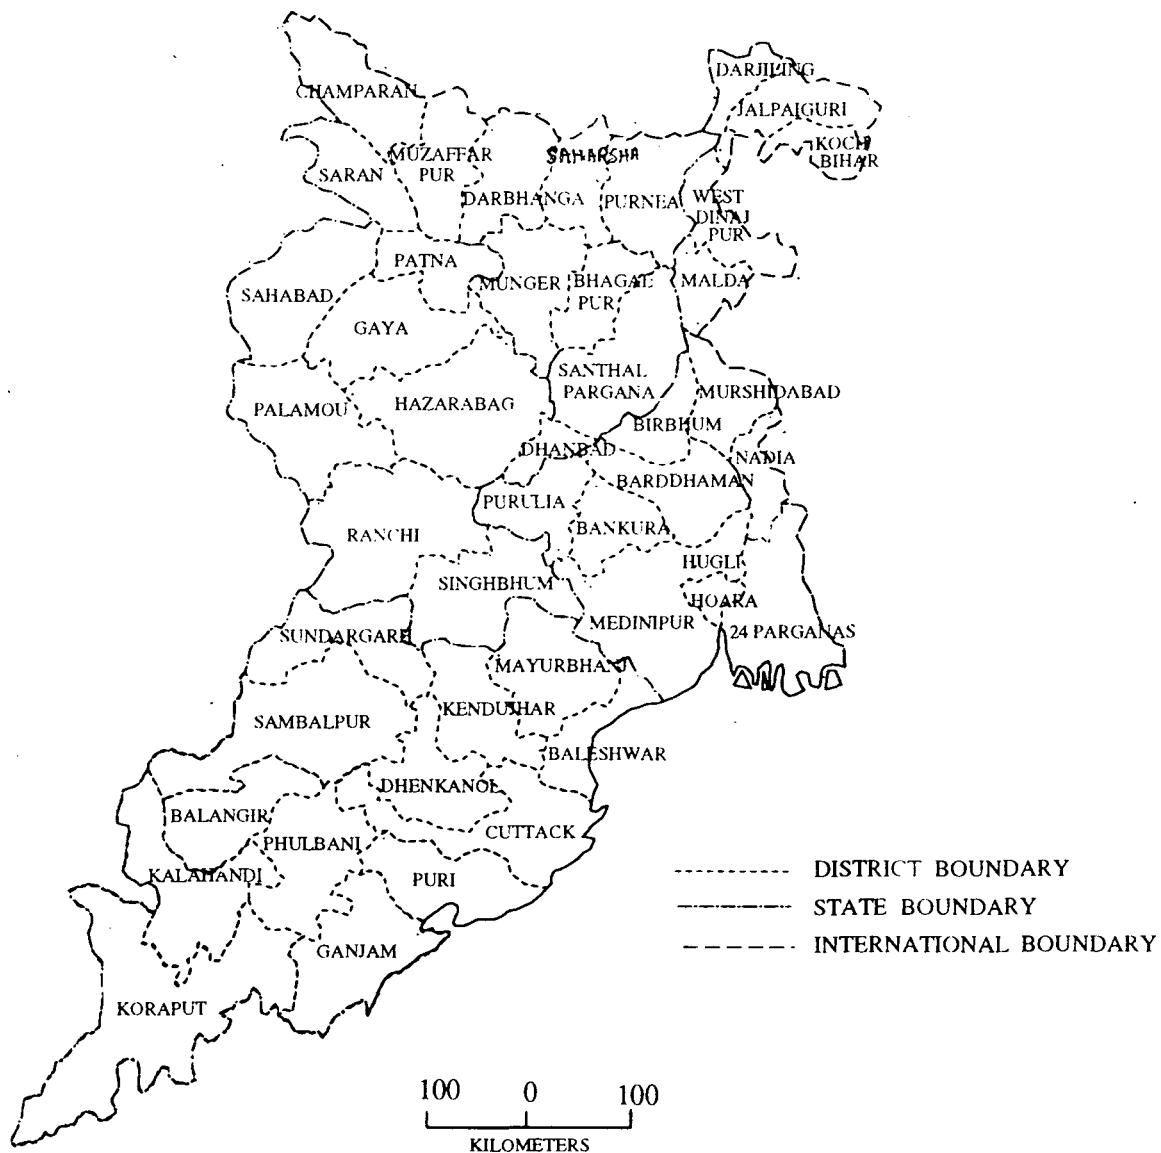 DARJILING
CHAMPARAN
JALPAIGURI
KOCH
BIHAR
MUZAFFAR
PUR
SAHARSHA
SARAN
DARBHANGA
PURNEA
WEST
DINAJ
PUR
PATNA
MUNGER
BHAGAL
PUR
MALDA
SAHABAD
GAYA
SANTHAL
PARGANA
MURSHIDABAD
PALAMOU
HAZARABAG
BIRBHUM
DHANBAD
NADIA
BARDDHAMAN
PURULIA
BANKURA
RANCHI
HUGLI
SINGHBHUM
HOARA
MEDINIPUR
24 PARGANAS
SUNDARGARH
MAYURBHANJ
KENDUJHAR
SAMBALPUR
BALESHWAR
DHENKANOL
BALANGIR
CUTTACK
PHULBANI
KALAHANDI
PURI
DISTRICT BOUNDARY
STATE BOUNDARY
INTERNATIONAL BOUNDARY
GANJAM
KORAPUT
100 0 100
KILOMETERS